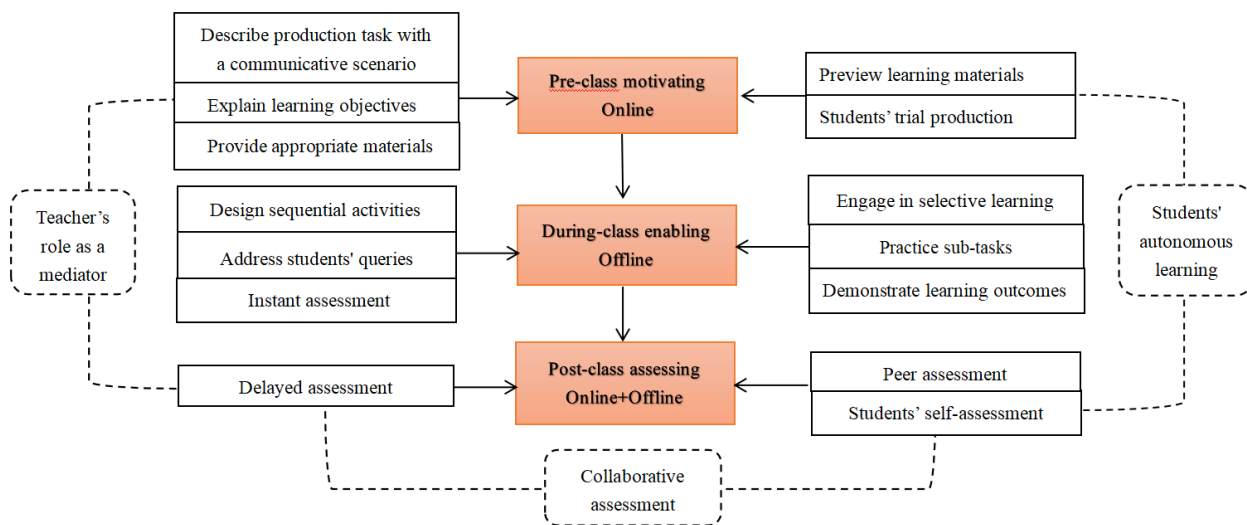 Describe production task with
a communicative scenario
Explain learning objectives
Provide appropriate materials
Pre-class motivating
Online
Preview learning materials
Students’ trial production
Teacher’s
role as a
mediator
Design sequential activities
Address students' queries
Instant assessment
During-class enabling
Offline
Engage in selective learning
Practice sub-tasks
Demonstrate learning outcomes
Students'
autonomous
learning
Delayed assessment
Post-class assessing
Online+Offline
Peer assessment
Students’ self-assessment
Collaborative
assessment